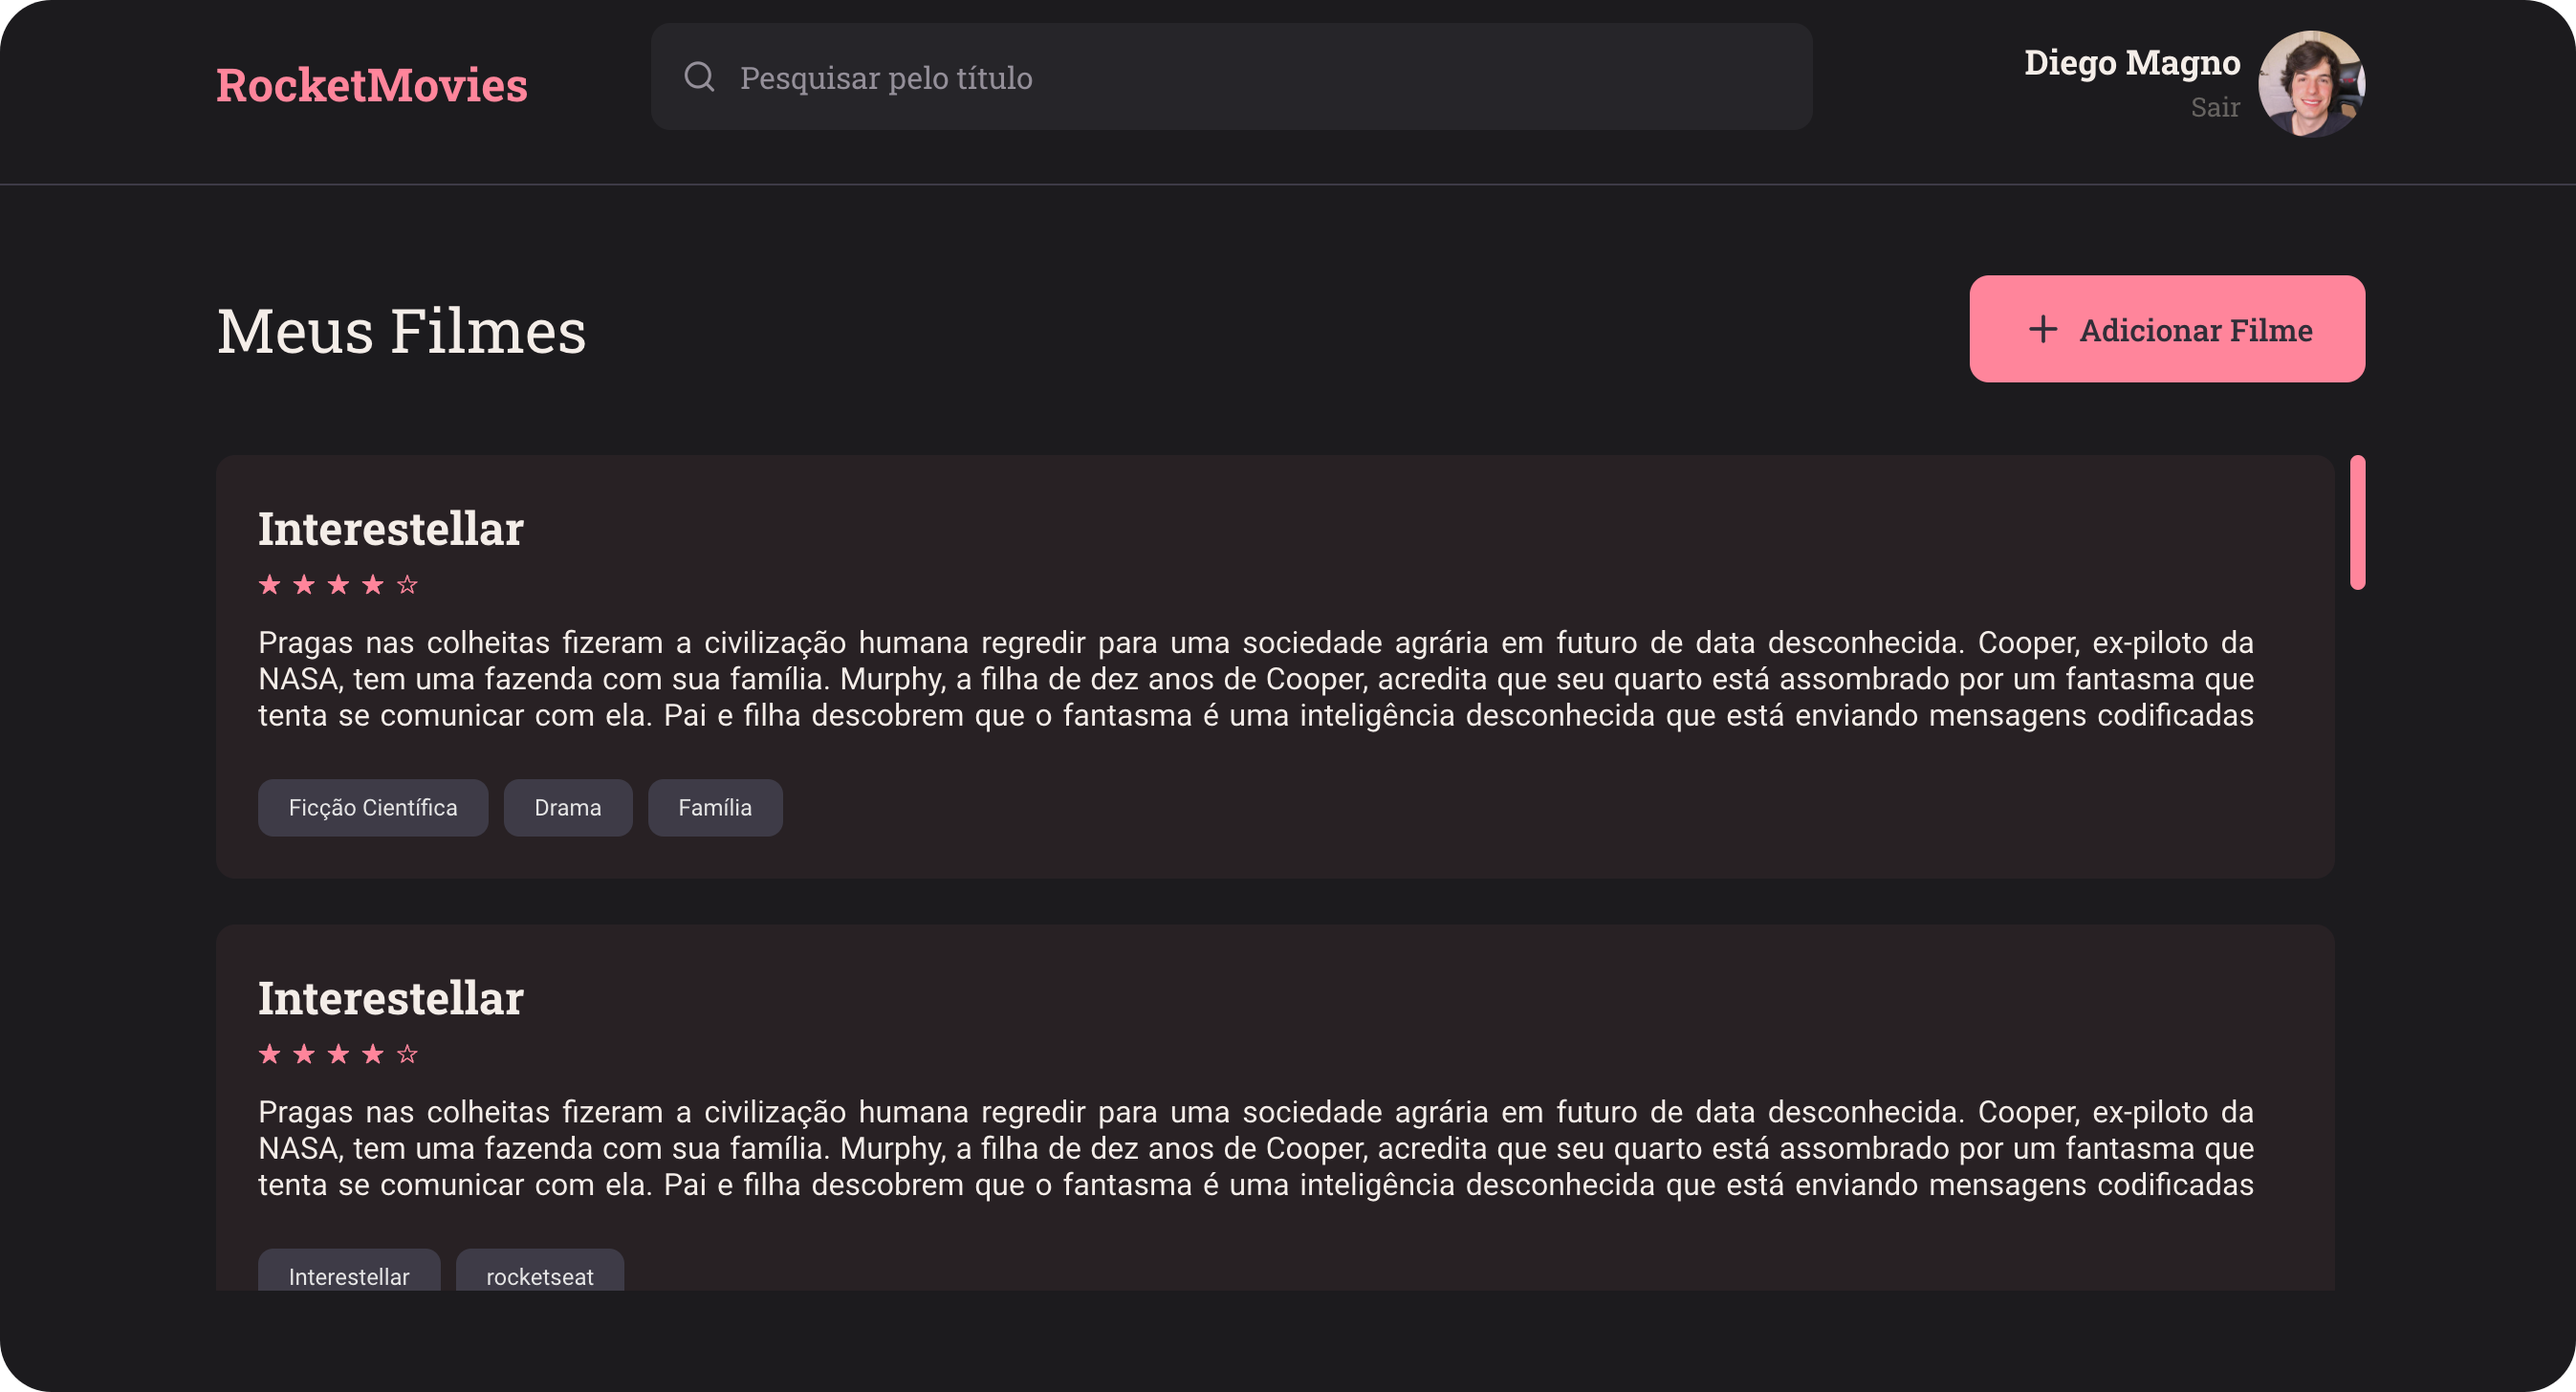 RocketMovies
Pesquisar pelo título
Diego Magno
Sair
Meus Filmes
Adicionar Filme
Interestellar
Pragas nas colheitas fizeram a civilização humana regredir para uma sociedade agrária em futuro de data desconhecida. Cooper, ex-piloto da
NASA, tem uma fazenda com sua família. Murphy, a filha de dez anos de Cooper, acredita que seu quarto está assombrado por um fantasma que
tenta se comunicar com ela. Pai e filha descobrem que o fantasma é uma inteligência desconhecida que está enviando mensagens codificadas
Ficção Científica Drama Família
Interestellar
Pragas nas colheitas fizeram a civilização humana regredir para uma sociedade agrária em futuro de data desconhecida. Cooper, ex-piloto da
NASA, tem uma fazenda com sua família. Murphy, a filha de dez anos de Cooper, acredita que seu quarto está assombrado por um fantasma que
tenta se comunicar com ela. Pai e filha descobrem que o fantasma é uma inteligência desconhecida que está enviando mensagens codificadas
Interestellar rocketseat